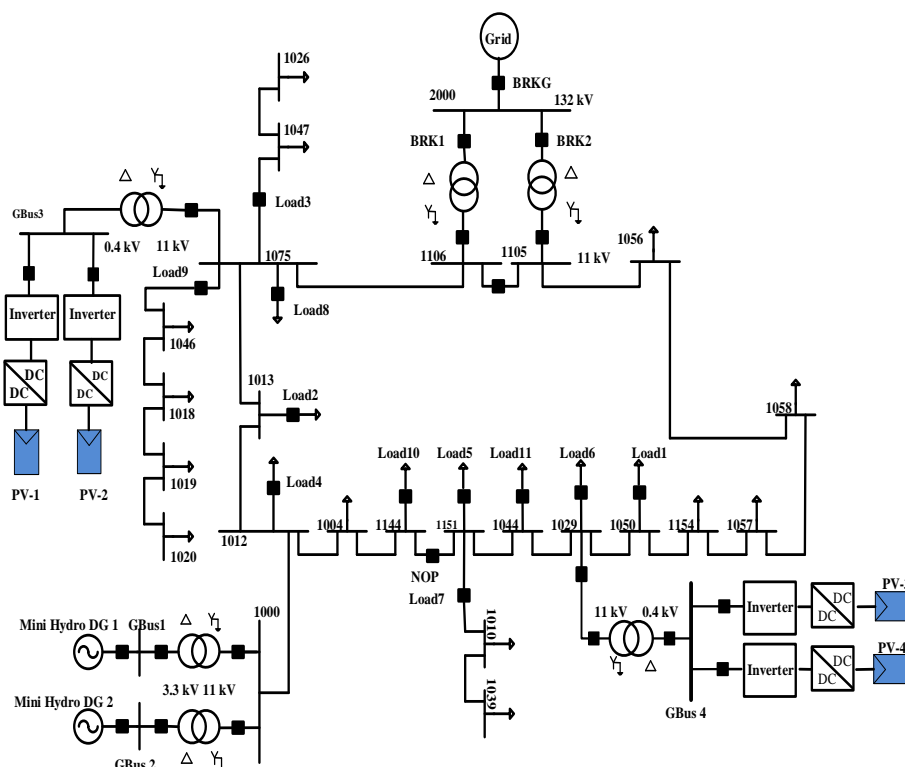 Grid
BRKG
2000
132 kV
BRK1
BRK2
1026
1047
Load3
GBus3
0.4 kV
11 kV
1075
1106
1105
11 kV
1056
Load9
Load8
Inverter
Inverter
1046
DC
DC
DC
DC
1013
Load2
1018
1058
PV-1
PV-2
1019
Load4
Load10
Load5
Load11
Load6
Load1
1020
1012
1004
1144
1151
1044
1029
1050
1154
1057
NOP
Load7
1000
1010
1039
Mini Hydro DG 1
GBus1
3.3 kV
11 kV
Mini Hydro DG 2
GBus 2
11 kV
0.4 kV
Inverter
DC
DC
Inverter
DC
DC
PV-4
GBus 4